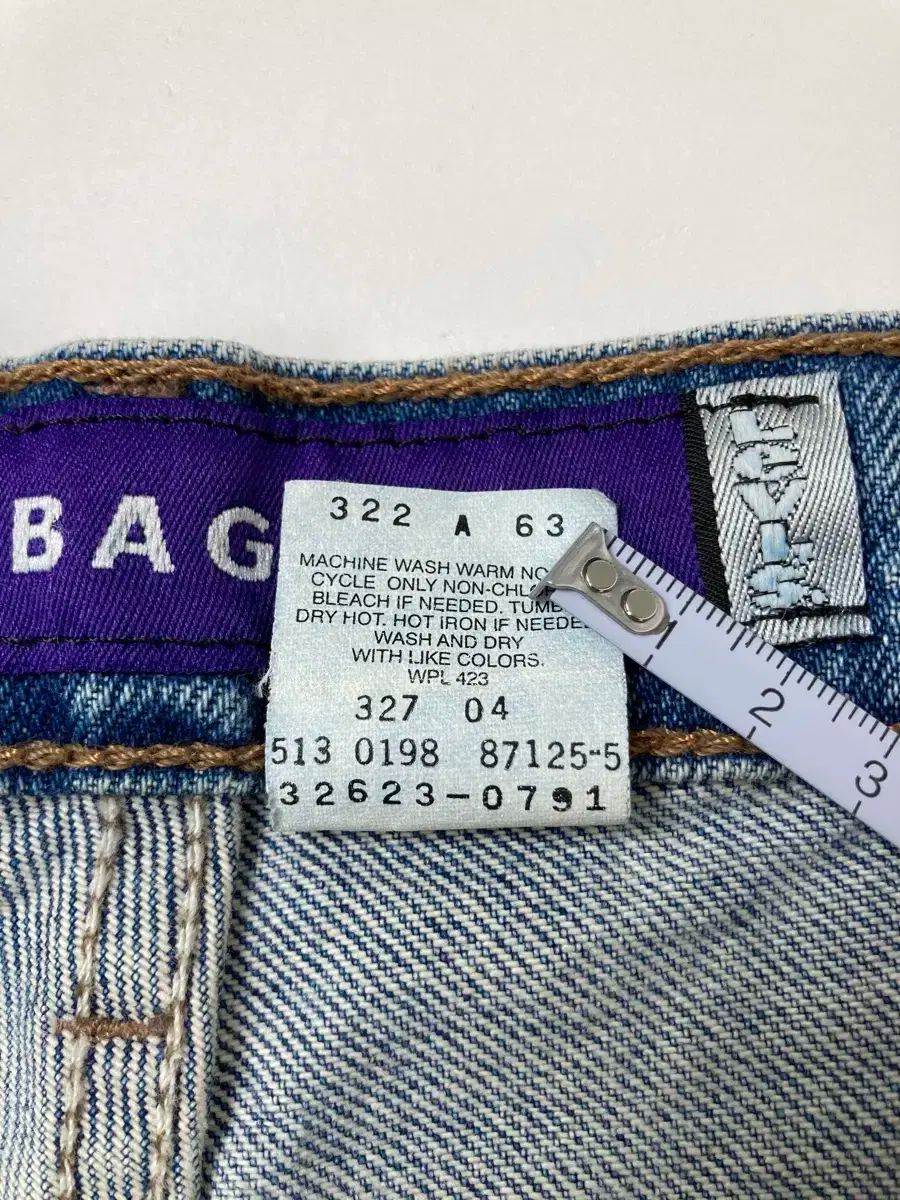 BAG
322 A 63
MACHINE WASH WARM NO
CYCLE ONLY NON-CHL
BLEACH IF NEEDED. TUMB
DRY HOT. HOT IRON IF NEEDE
WASH AND DRY
WITH LIKE COLORS.
WPL 423
327 04
513 0198 87125-5
32623-0791
1
2
3